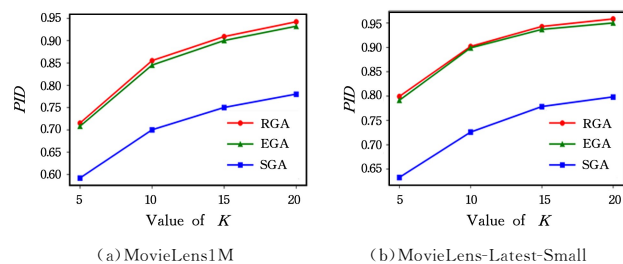 0.95
0.90
0.85
0.80
0.75
0.70
0.65
0.60
PID
RGA
EGA
SGA
5 10 15 20
Value of K
(a)MovieLens1M
0.95
0.90
0.85
0.80
0.75
0.70
0.65
PID
RGA
EGA
SGA
5 10 15 20
Value of K
(b)MovieLens-Latest-Small